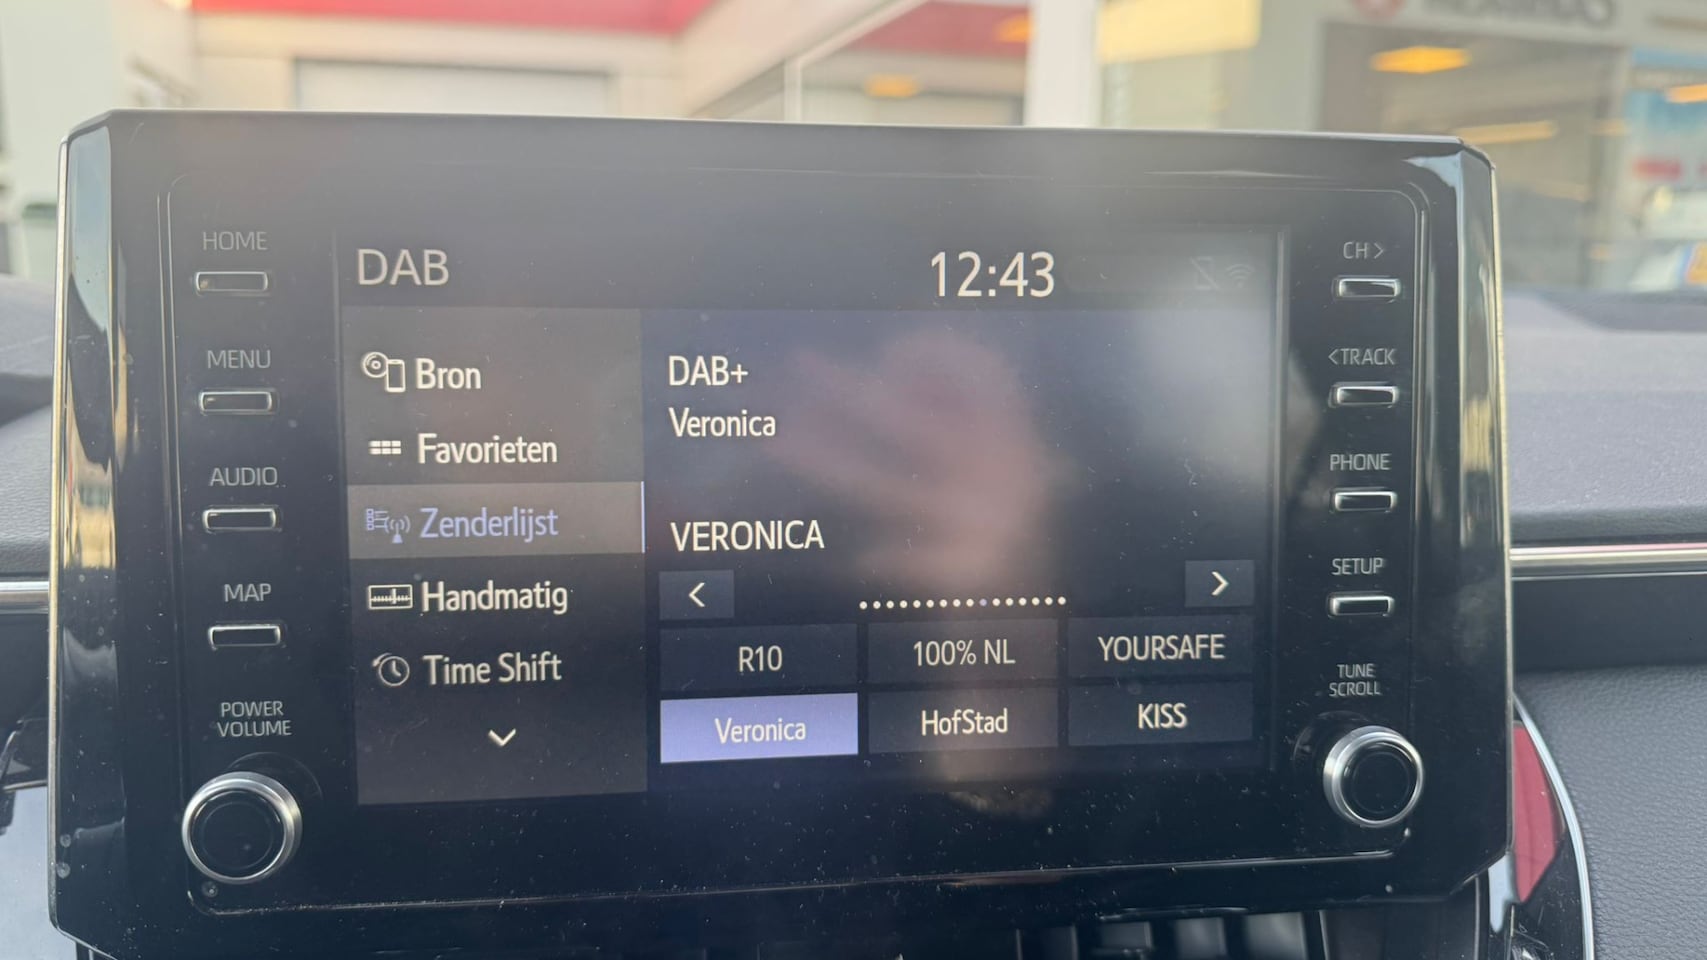 HOME
MENU
AUDIO
MAP
POWER
VOLUME
DAB
12:43
Bron
Favorieten
Zenderlijst
Handmatig
Time Shift
DAB+
Veronica
VERONICA
<
>
R10
100% NL
YOURSAFE
Veronica
HofStad
KISS
CH >
< TRACK
PHONE
SETUP
TUNE
SCROLL